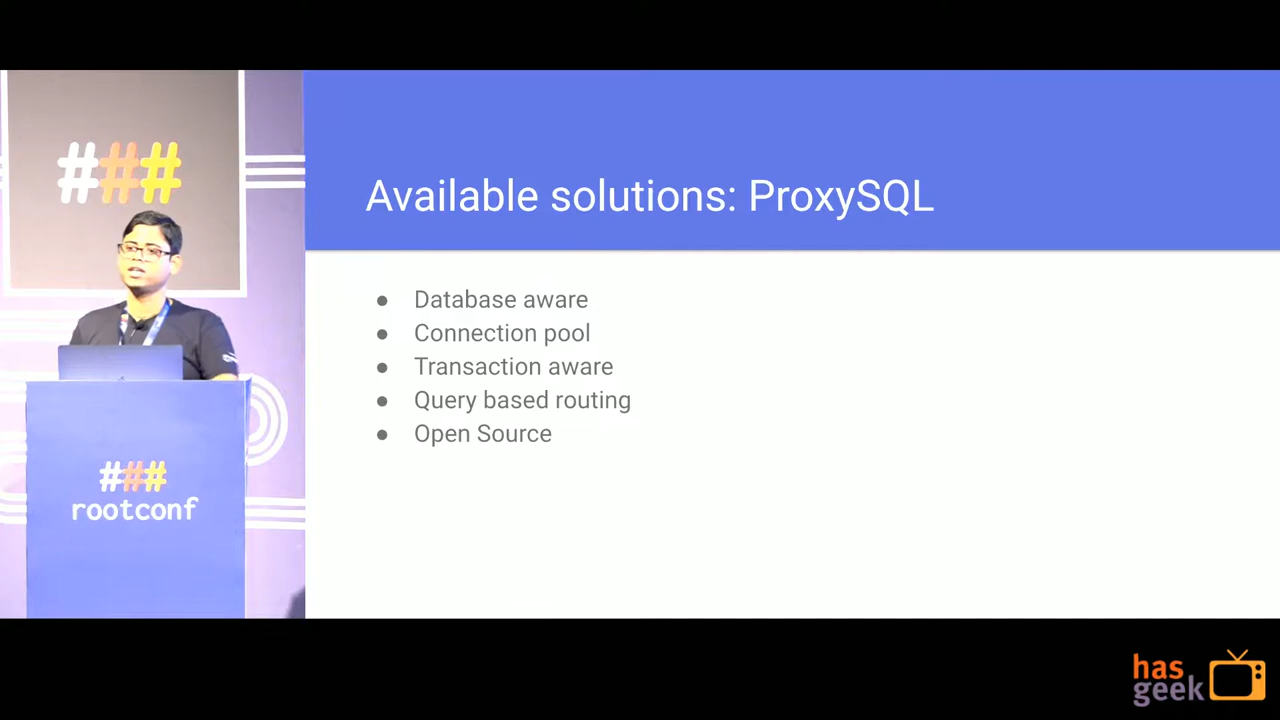 ###
Available solutions: ProxySQL
● Database aware
● Connection pool
● Transaction aware
● Query based routing
● Open Source
###
rootconf
has
geek